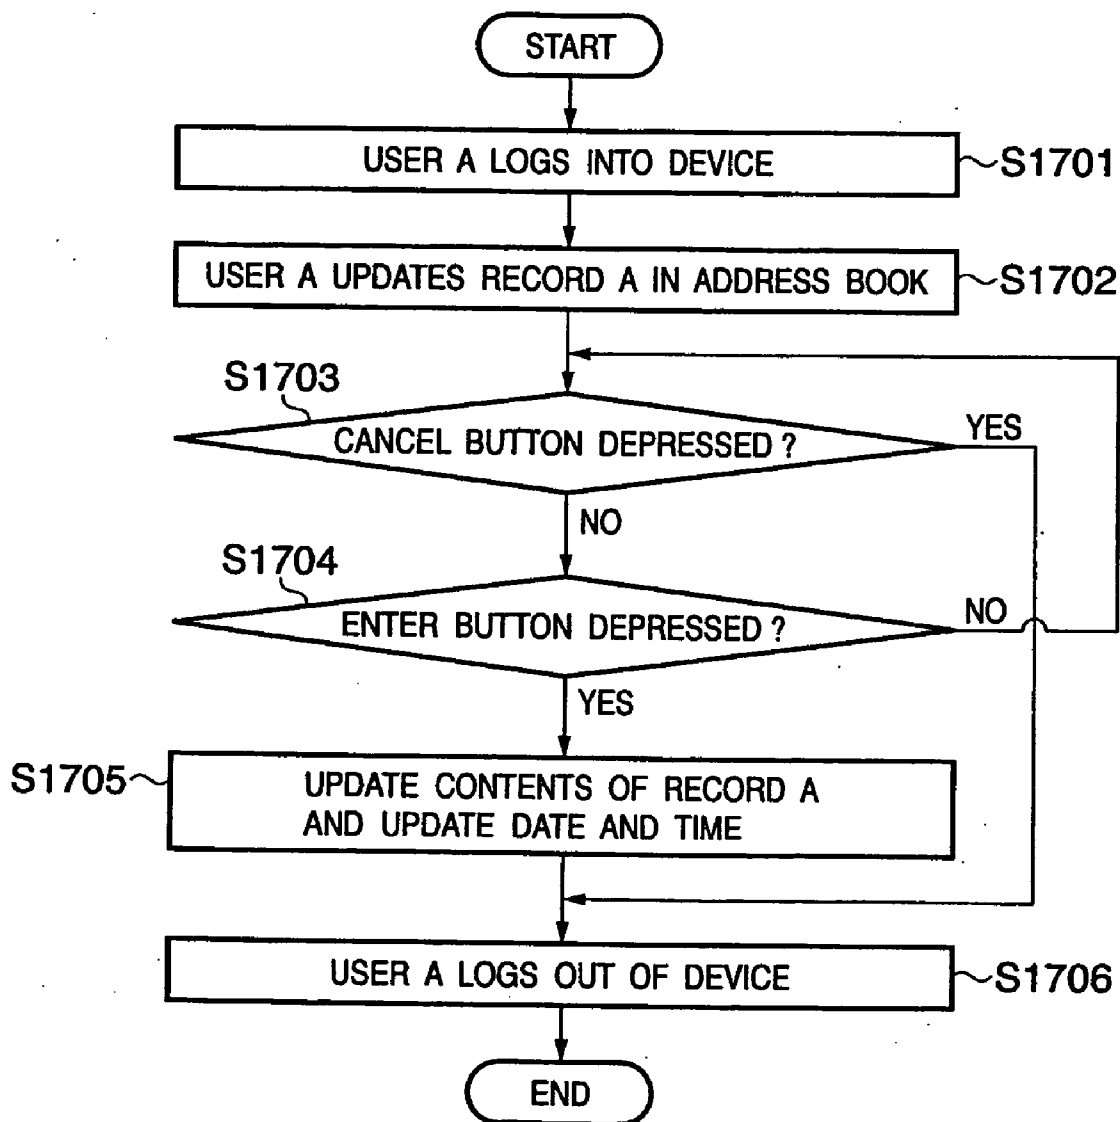 START
USER A LOGS INTO DEVICE
S1701
USER A UPDATES RECORD A IN ADDRESS BOOK
S1702
S1703
CANCEL BUTTON DEPRESSED ?
YES
NO
S1704
ENTER BUTTON DEPRESSED ?
NO
YES
S1705
UPDATE CONTENTS OF RECORD A
AND UPDATE DATE AND TIME
USER A LOGS OUT OF DEVICE
S1706
END